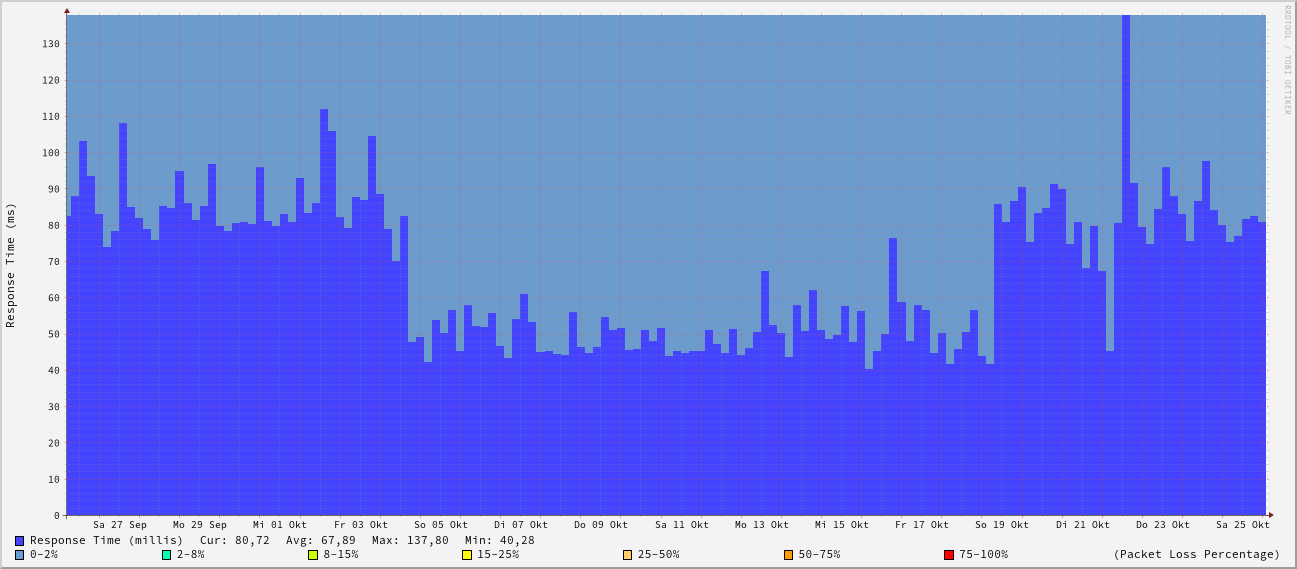 RRDTOOL / TOBI OETIKER
Response Time (ms)
130
120
110
100
90
80
70
60
50
40
30
20
10
0
Sa 27 Sep Mo 29 Sep Mi 01 Okt Fr 03 Okt So 05 Okt Di 07 Okt Do 09 Okt Sa 11 Okt Mo 13 Okt Mi 15 Okt Fr 17 Okt So 19 Okt Di 21 Okt Do 23 Okt Sa 25 Okt
Response Time (millis) Cur: 80,72 Avg: 67,89 Max: 137,80 Min: 40,28
0-2% 2-8% 8-15% 15-25% 25-50% 50-75% 75-100% (Packet Loss Percentage)